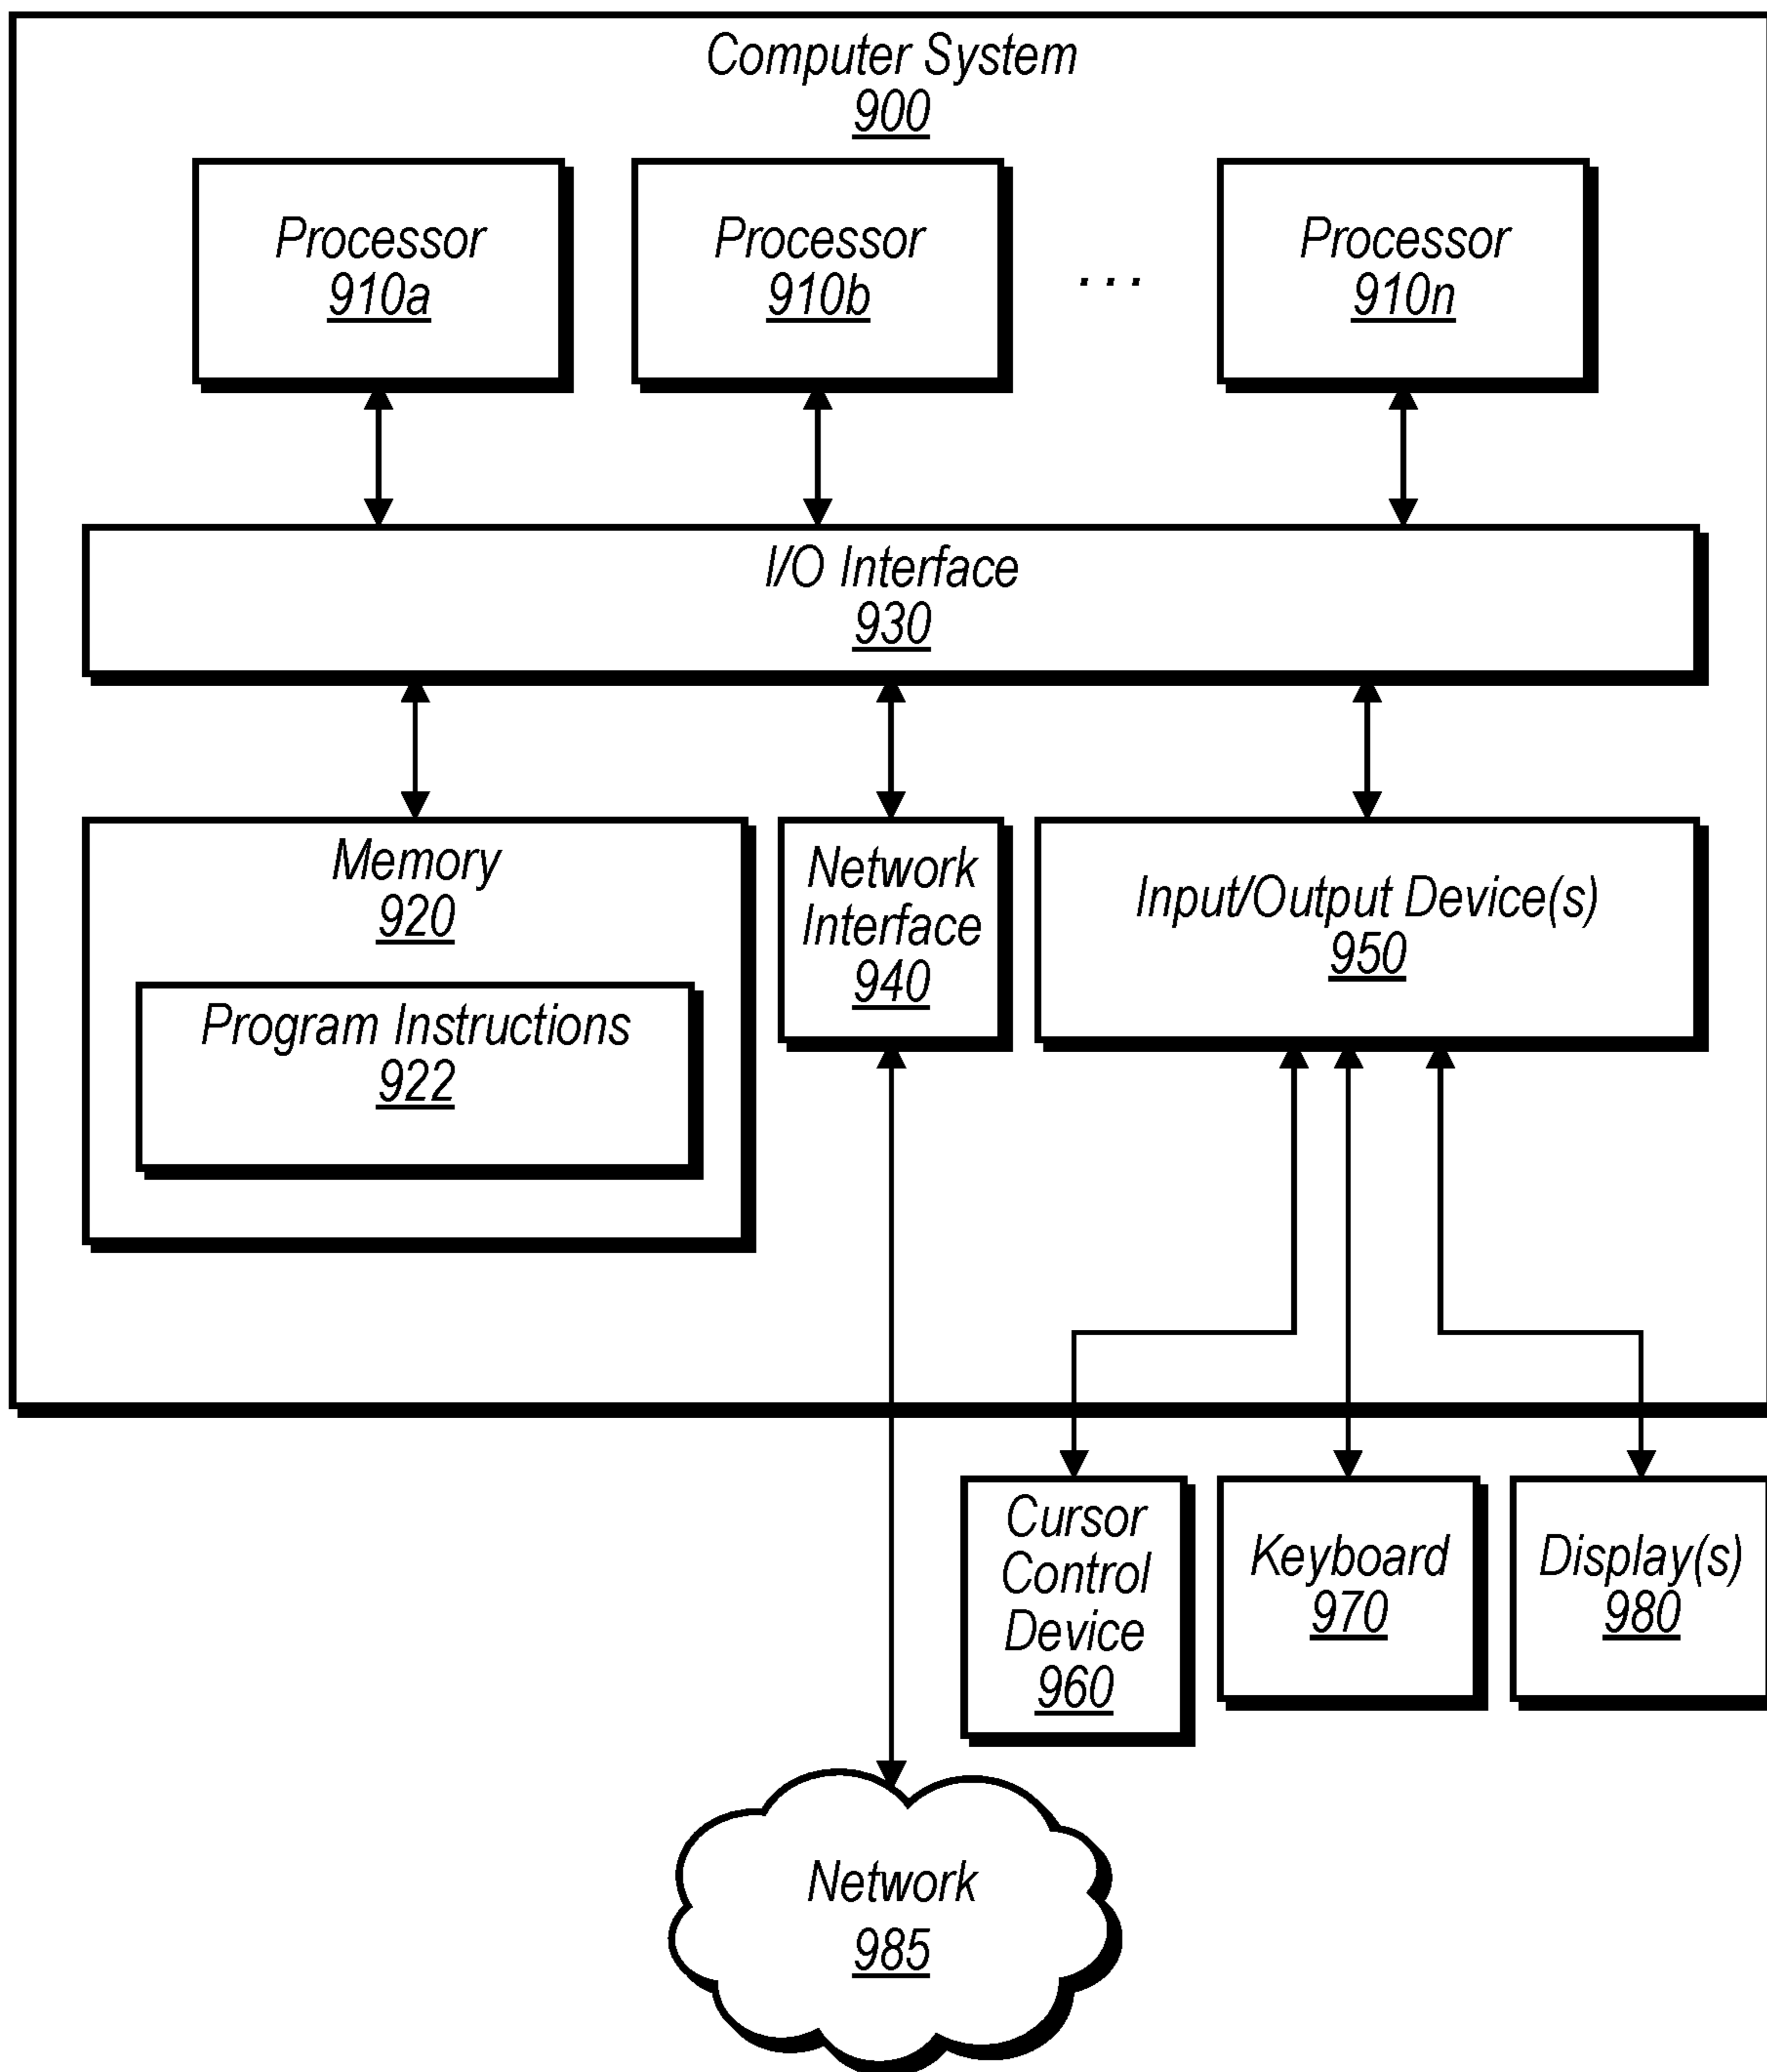 Computer System
900
Processor
910a
Processor
910b
. . .
Processor
910n
I/O Interface
930
Memory
920
Program Instructions
922
Network
Interface
940
Input/Output Device(s)
950
Cursor
Control
Device
960
Keyboard
970
Display(s)
980
Network
985